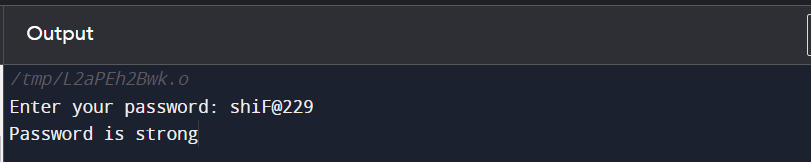 Output
/tmp/L2aPEh2Bwk.o
Enter your password: shiF@229
Password is strong